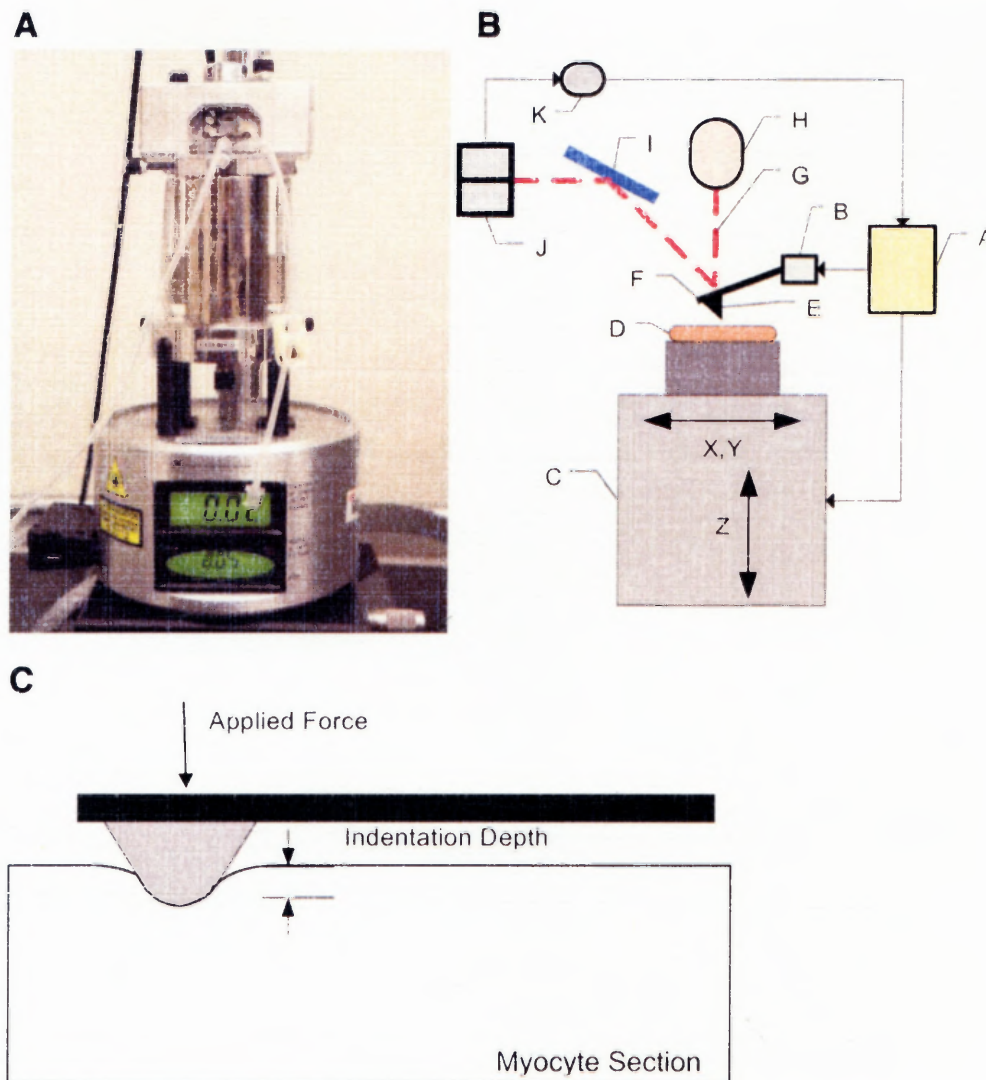 A
B
K
H
I
G
B
A
J
F
E
D
X,Y
C
Z
C
Applied Force
Indentation Depth
Myocyte Section